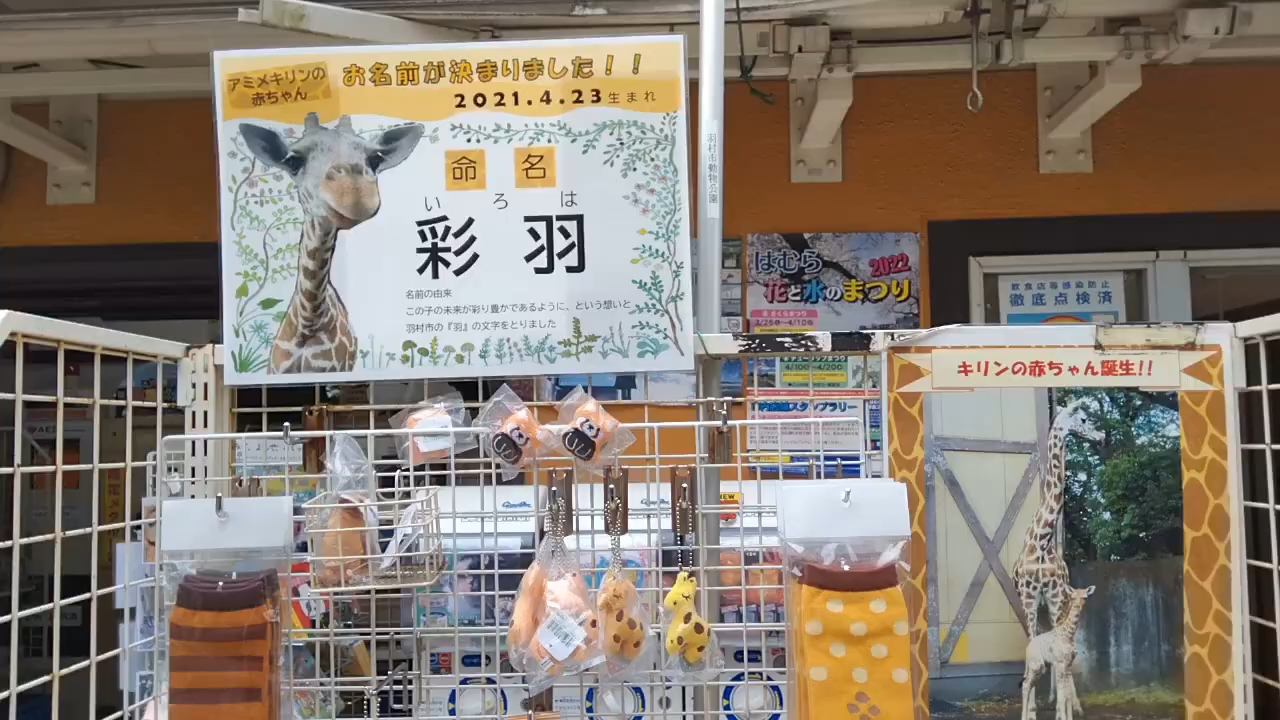 アミメキリンの
赤ちゃん
お名前が決まりました！！
2021.4.23生まれ
命名
いろは
彩羽
名前の由来
この子の未来が彩り豊かであるように、という想いと
羽村市の『羽』の文字をとりました
羽村市動物公園
はむら
2022
花と水のまつり
飲食店等感染防止
徹底点検済
キリンの赤ちゃん誕生!!
NEW